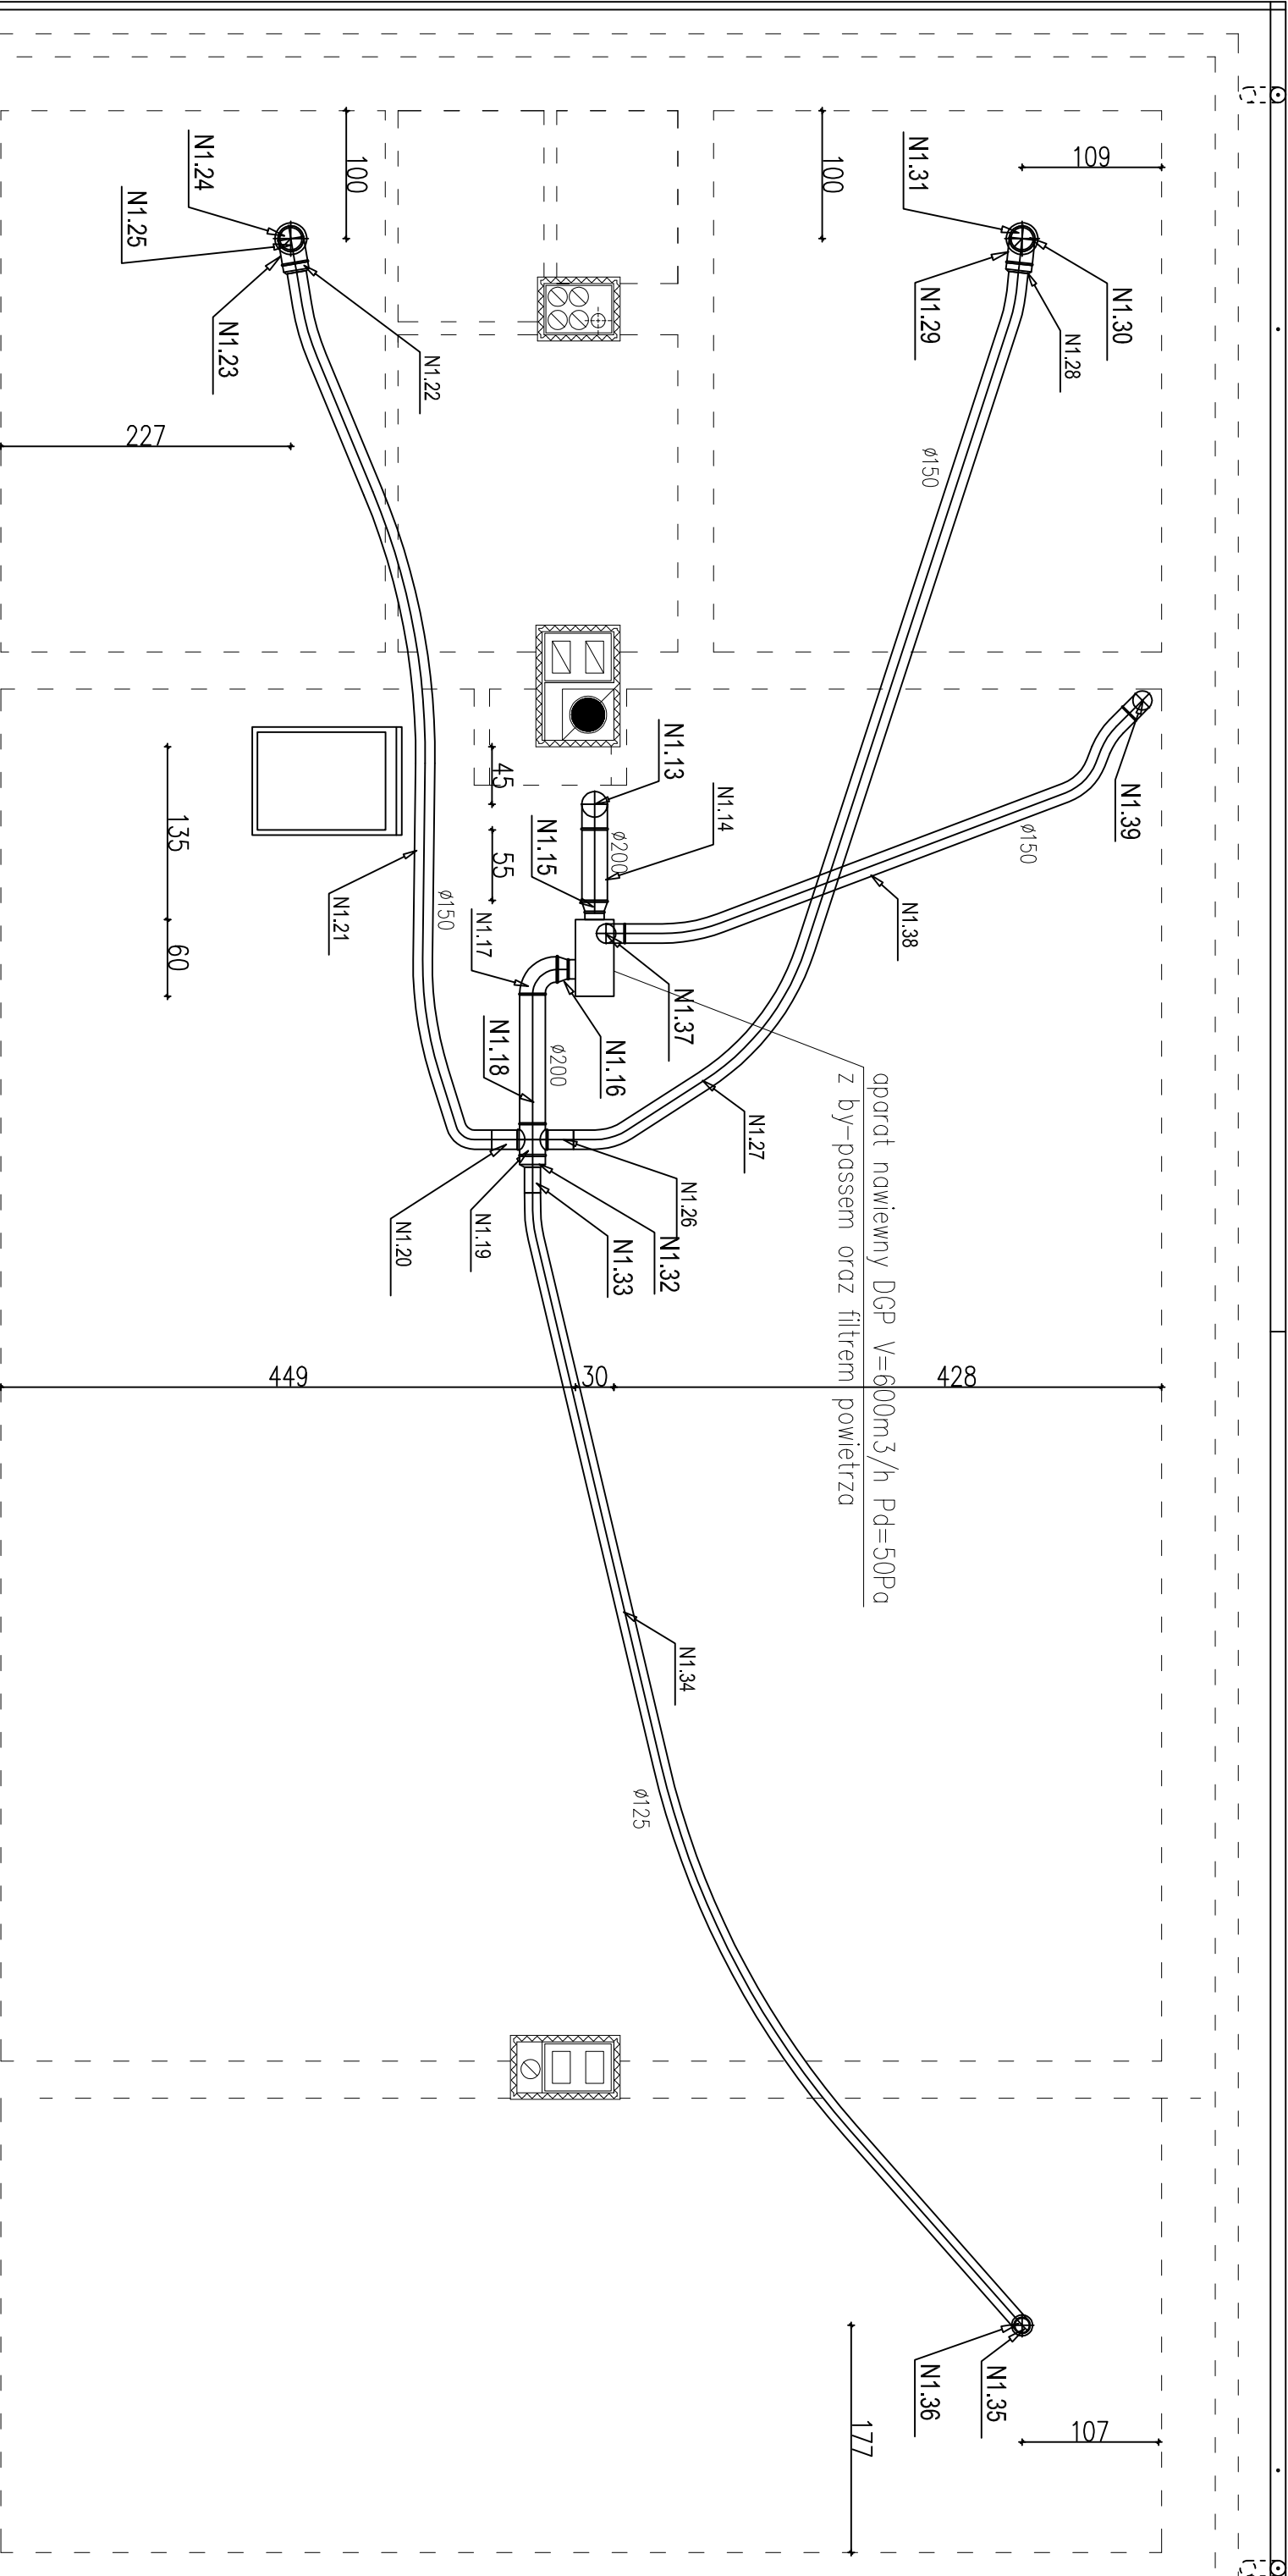 N1.24
N1.25
100
N1.23
N1.22
227
100
N1.31
109
N1.30
N1.29
N1.28
ø150
N1.13
N1.14
45
N1.15
ø200
55
135
60
N1.21
ø150
N1.17
N1.39
ø150
N1.38
N1.37
N1.16
N1.18
ø200
N1.27
aparat nawiewny DGP V=600m3/h Pd=50Pa
z by-passem oraz filtrem powietrza
N1.26
N1.19
N1.20
N1.32
N1.33
449
30
428
N1.34
ø125
N1.36
N1.35
107
177